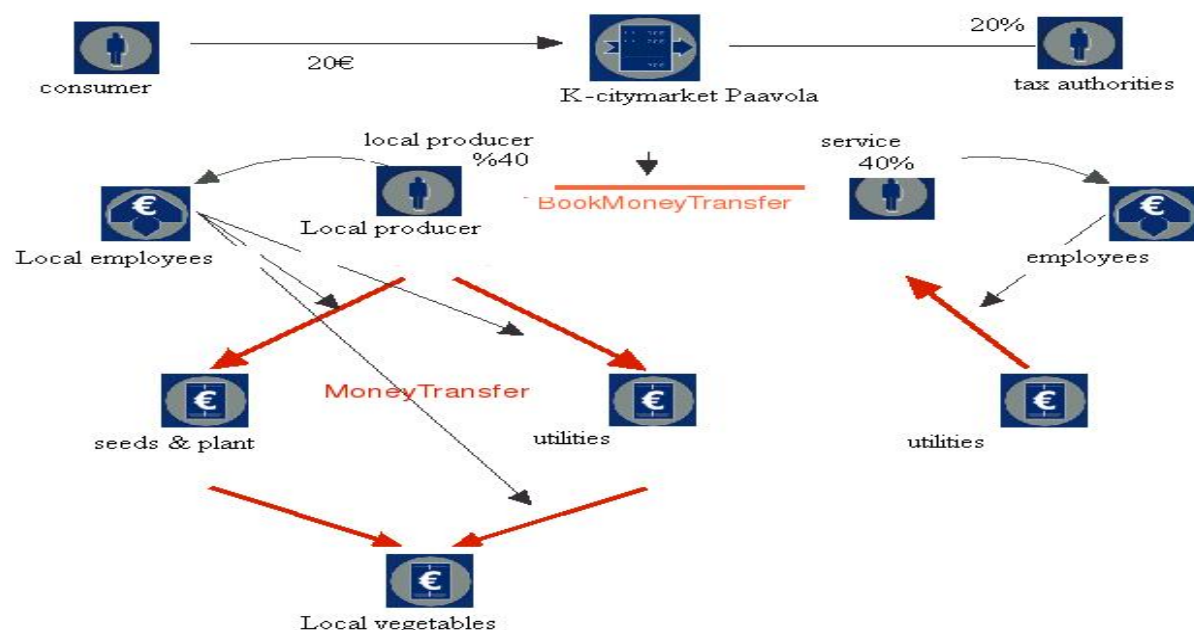 20%
20€
consumer
tax authorities
K-citymarket Paavola
local producer
%40
service
40%
BookMoneyTransfer
Local producer
Local employees
employees
€
€
MoneyTransfer
€
€
€
seeds & plant
utilities
utilities
€
Local vegetables